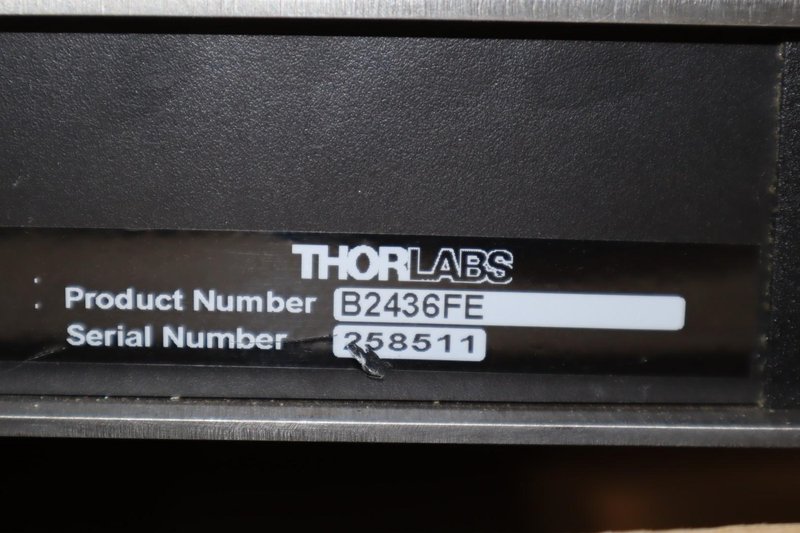 THORLABS
Product Number B2436FE
Serial Number 258511